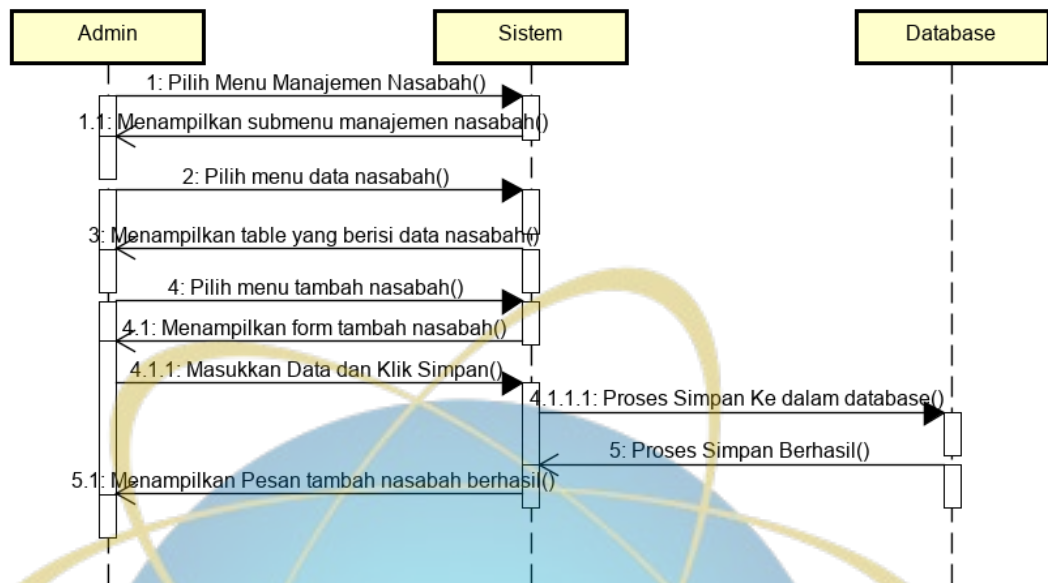 Admin
Sistem
Database
1: Pilih Menu Manajemen Nasabah()
1.1: Menampilkan submenu manajemen nasabah()
2: Pilih menu data nasabah()
3: Menampilkan table yang berisi data nasabah()
4: Pilih menu tambah nasabah()
4.1: Menampilkan form tambah nasabah()
4.1.1: Masukkan Data dan Klik Simpan()
4.1.1.1: Proses Simpan Ke dalam database()
5: Proses Simpan Berhasil()
5.1: Menampilkan Pesan tambah nasabah berhasil()